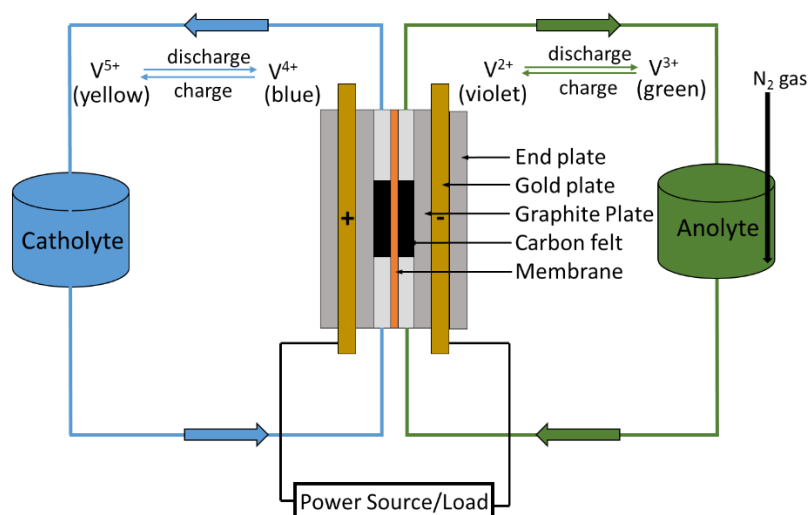 V⁵⁺ discharge V⁴⁺
(yellow) charge (blue)
V²⁺ discharge V³⁺
(violet) charge (green)
N₂ gas
End plate
Gold plate
Graphite Plate
Carbon felt
Membrane
+
-
Catholyte
Anolyte
Power Source/Load